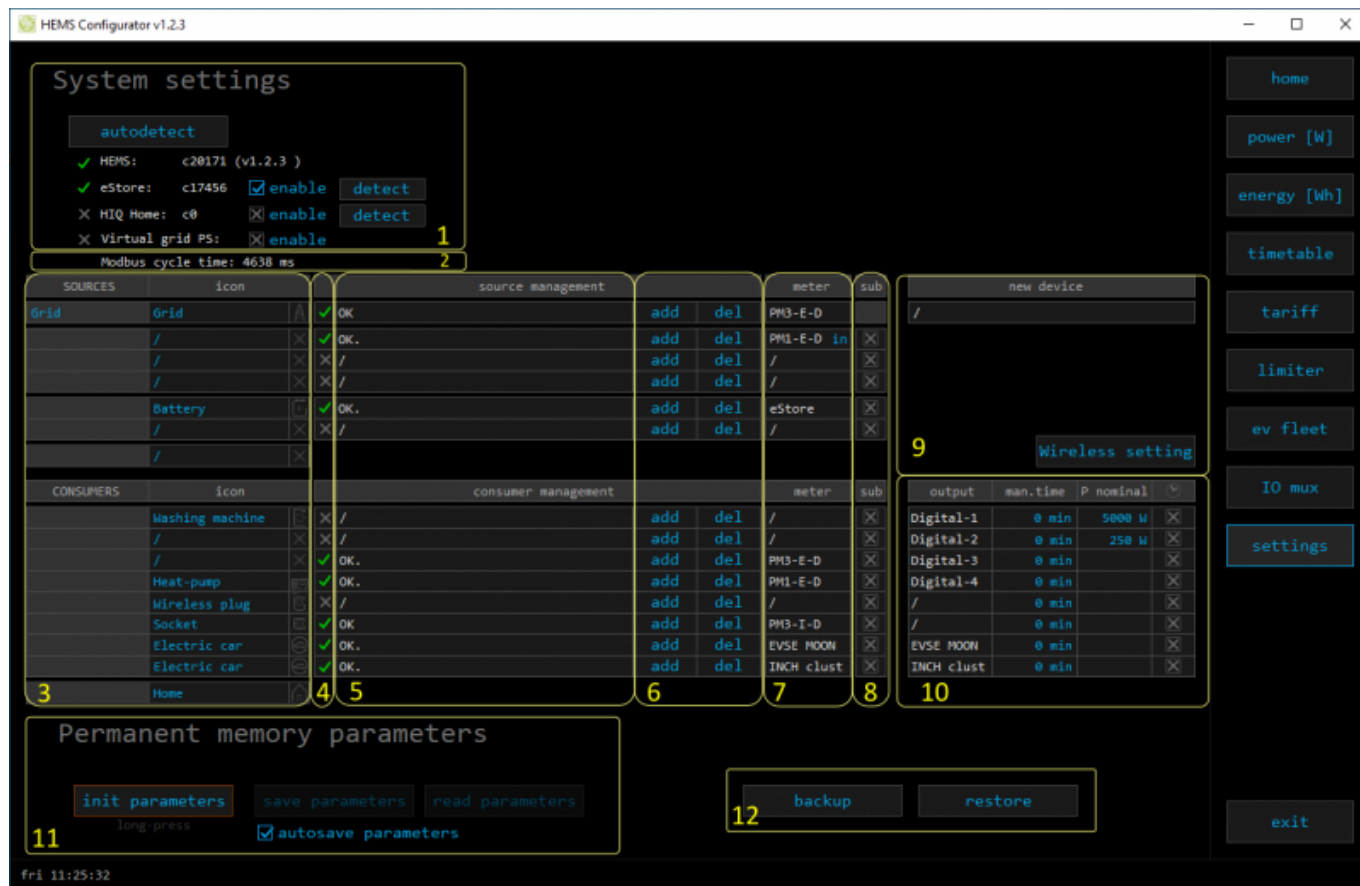 HEMS Configurator v1.2.3
System settings
home
autodetect
power [W]
HEMS: c20171 (v1.2.3 )
eStore: c17456 enable detect
energy [Wh]
HIQ Home: c0 enable detect
Virtual grid PS: enable 1
timetable
Modbus cycle time: 4638 ms 2
SOURCES icon source management meter sub new device
Grid Grid OK add del PM3-E-D /
tariff
/ OK. add del PM1-E-D in
/ / add del /
/ / add del /
limiter
Battery OK. add del eStore
/ / add del /
ev fleet
/ 9 Wireless setting
CONSUMERS icon consumer management meter sub output man.time P nominal
IO mux
Washing machine / add del / Digital-1 0 min 5000 W
/ / add del / Digital-2 0 min 250 W
settings
/ OK. add del PM3-E-D Digital-3 0 min
Heat-pump OK. add del PM1-E-D Digital-4 0 min
Wireless plug / add del / / 0 min
Socket OK add del PM3-I-D / 0 min
Electric car OK. add del EVSE MOON EVSE MOON 0 min
Electric car OK. add del INCH clust INCH clust 0 min
3 Home 4 5 6 7 8 10
Permanent memory parameters
init parameters save parameters read parameters
backup restore
12
long-press
autosave parameters
11
exit
fri 11:25:32